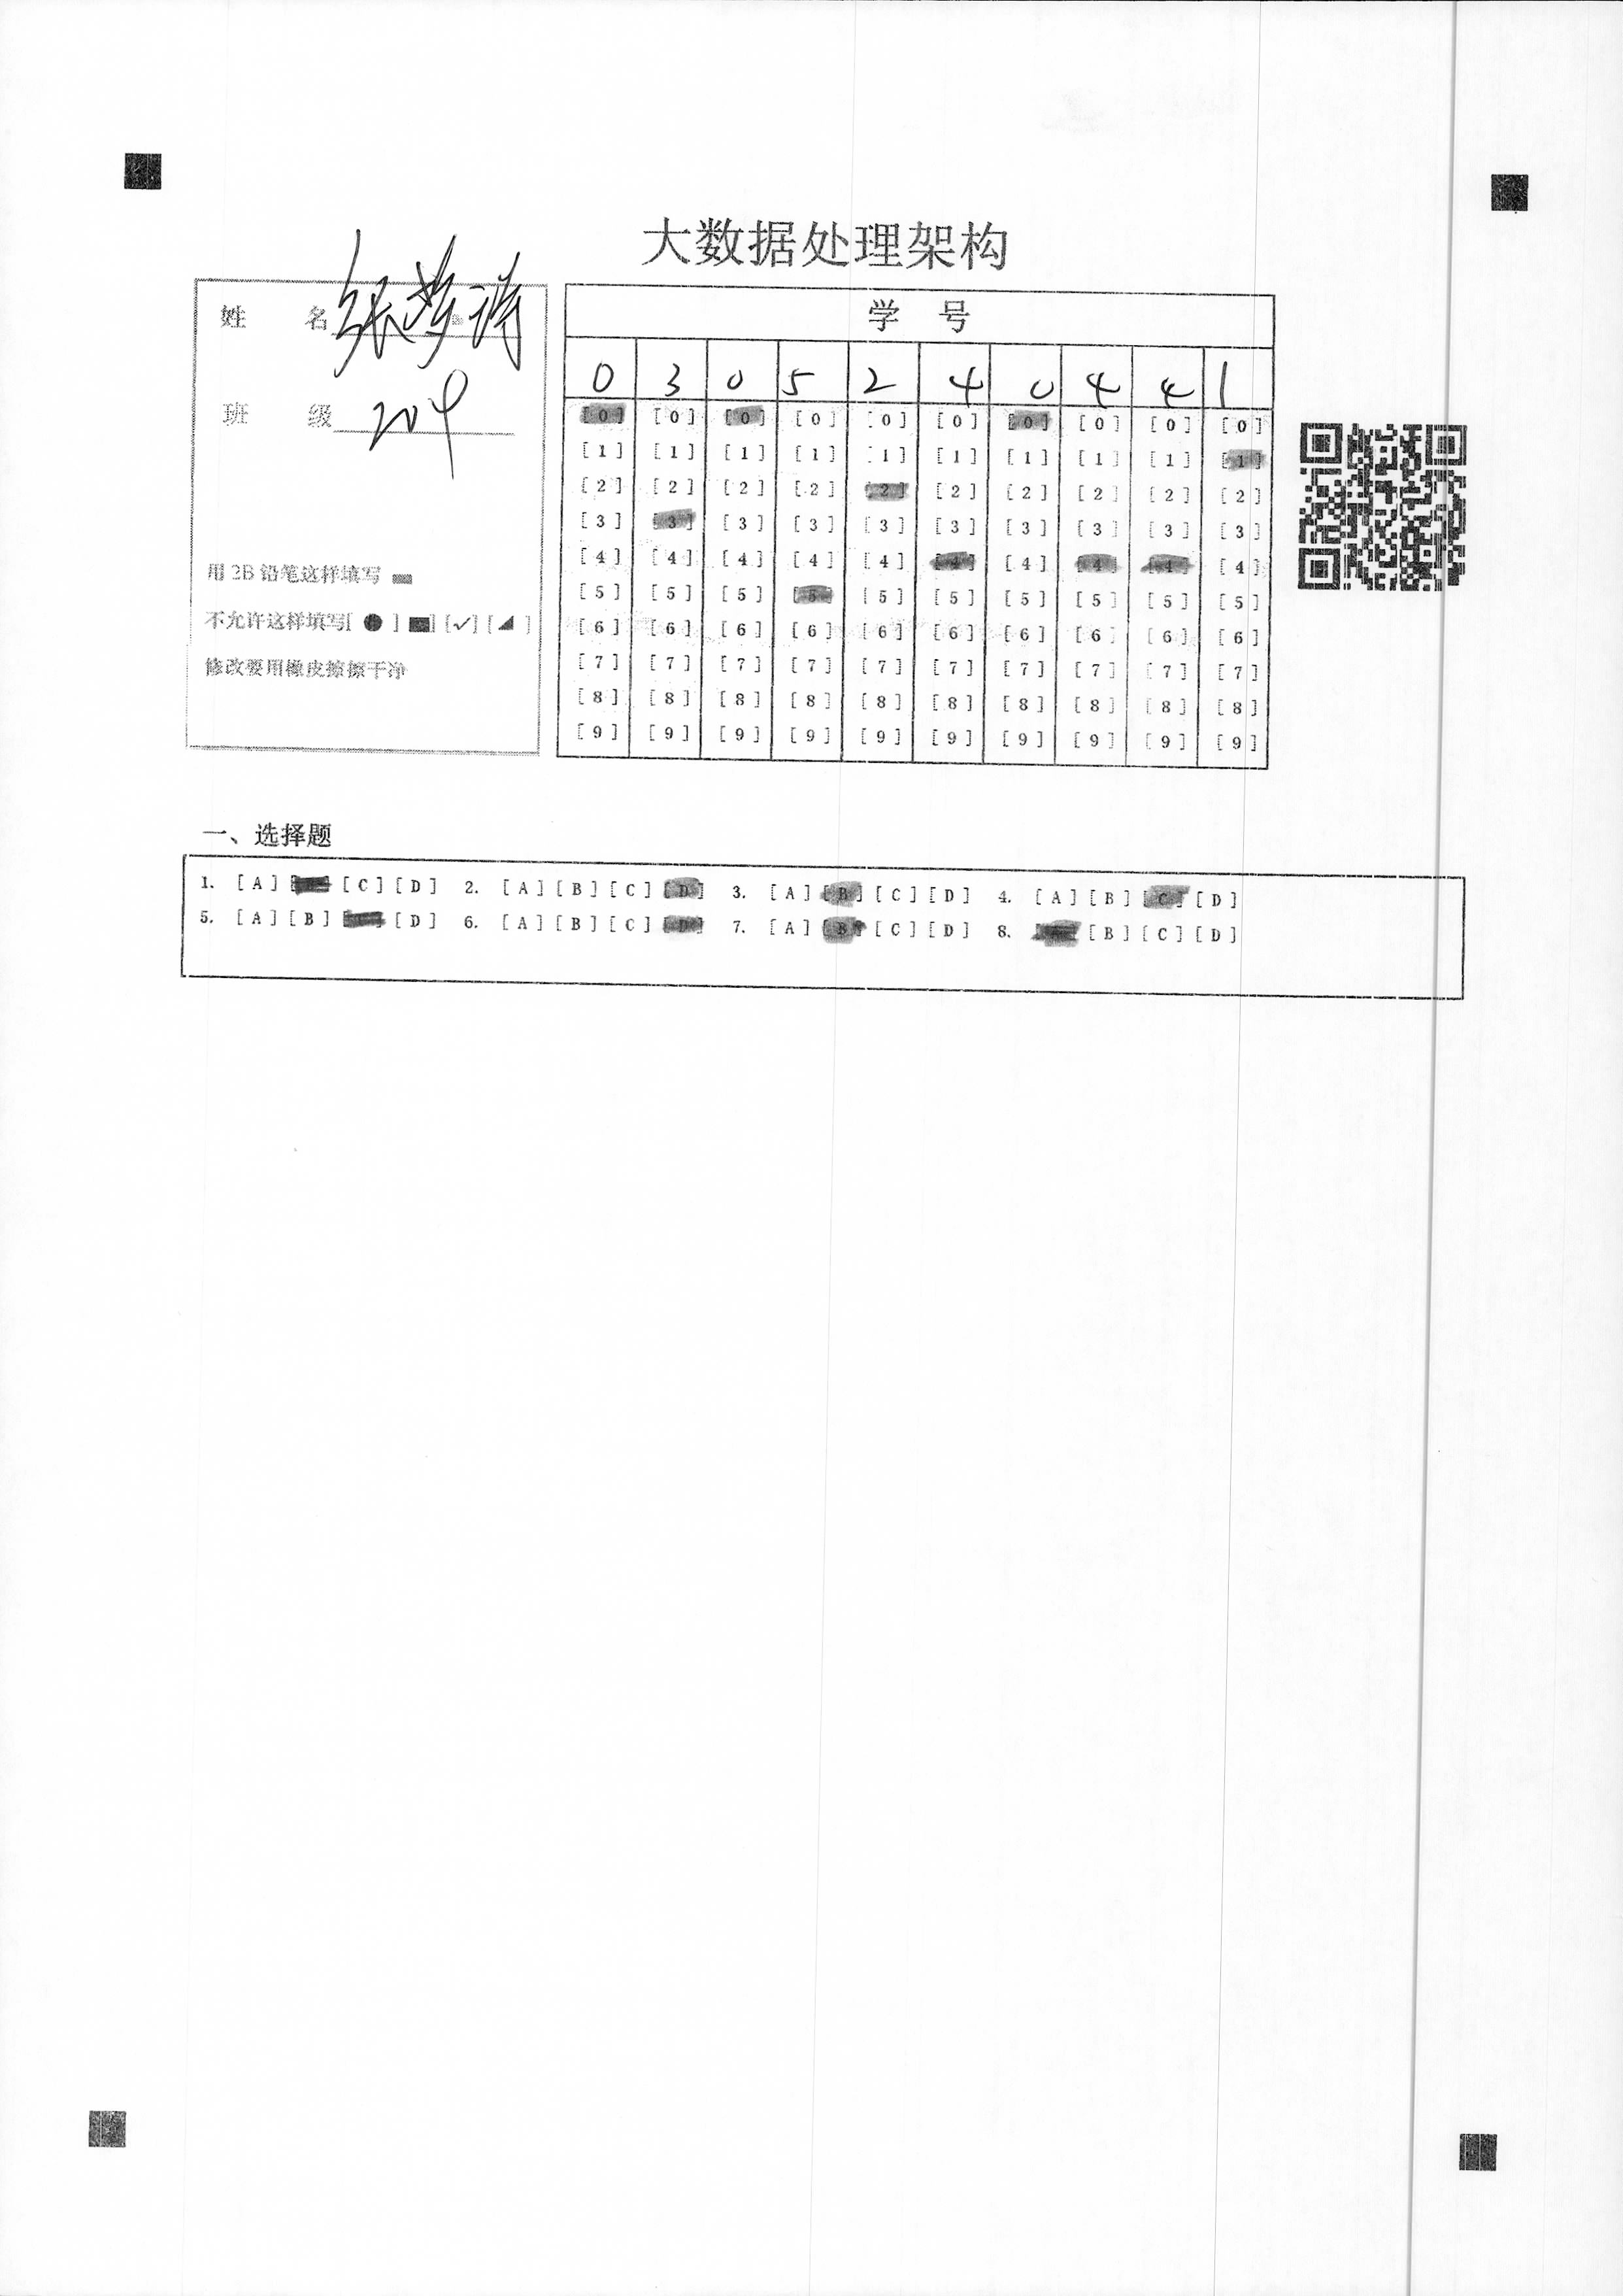 大数据处理架构
姓 名 张梦诗
班 级 204
用 2B 铅笔这样填写
不允许这样填写[ ● ] [■] [✓] [◢ ]
修改要用橡皮擦擦干净
学 号
0 3 0 5 2 4 0 4 4 1
[0] [0] [0] [0] [0] [0] [0] [0] [0] [0]
[1] [1] [1] [1] [1] [1] [1] [1] [1] [1]
[2] [2] [2] [2] [2] [2] [2] [2] [2] [2]
[3] [3] [3] [3] [3] [3] [3] [3] [3] [3]
[4] [4] [4] [4] [4] [4] [4] [4] [4] [4]
[5] [5] [5] [5] [5] [5] [5] [5] [5] [5]
[6] [6] [6] [6] [6] [6] [6] [6] [6] [6]
[7] [7] [7] [7] [7] [7] [7] [7] [7] [7]
[8] [8] [8] [8] [8] [8] [8] [8] [8] [8]
[9] [9] [9] [9] [9] [9] [9] [9] [9] [9]
一、选择题
1. [A] [B] [C] [D] 2. [A] [B] [C] [D] 3. [A] [B] [C] [D] 4. [A] [B] [C] [D]
5. [A] [B] [C] [D] 6. [A] [B] [C] [D] 7. [A] [B] [C] [D] 8. [A] [B] [C] [D]